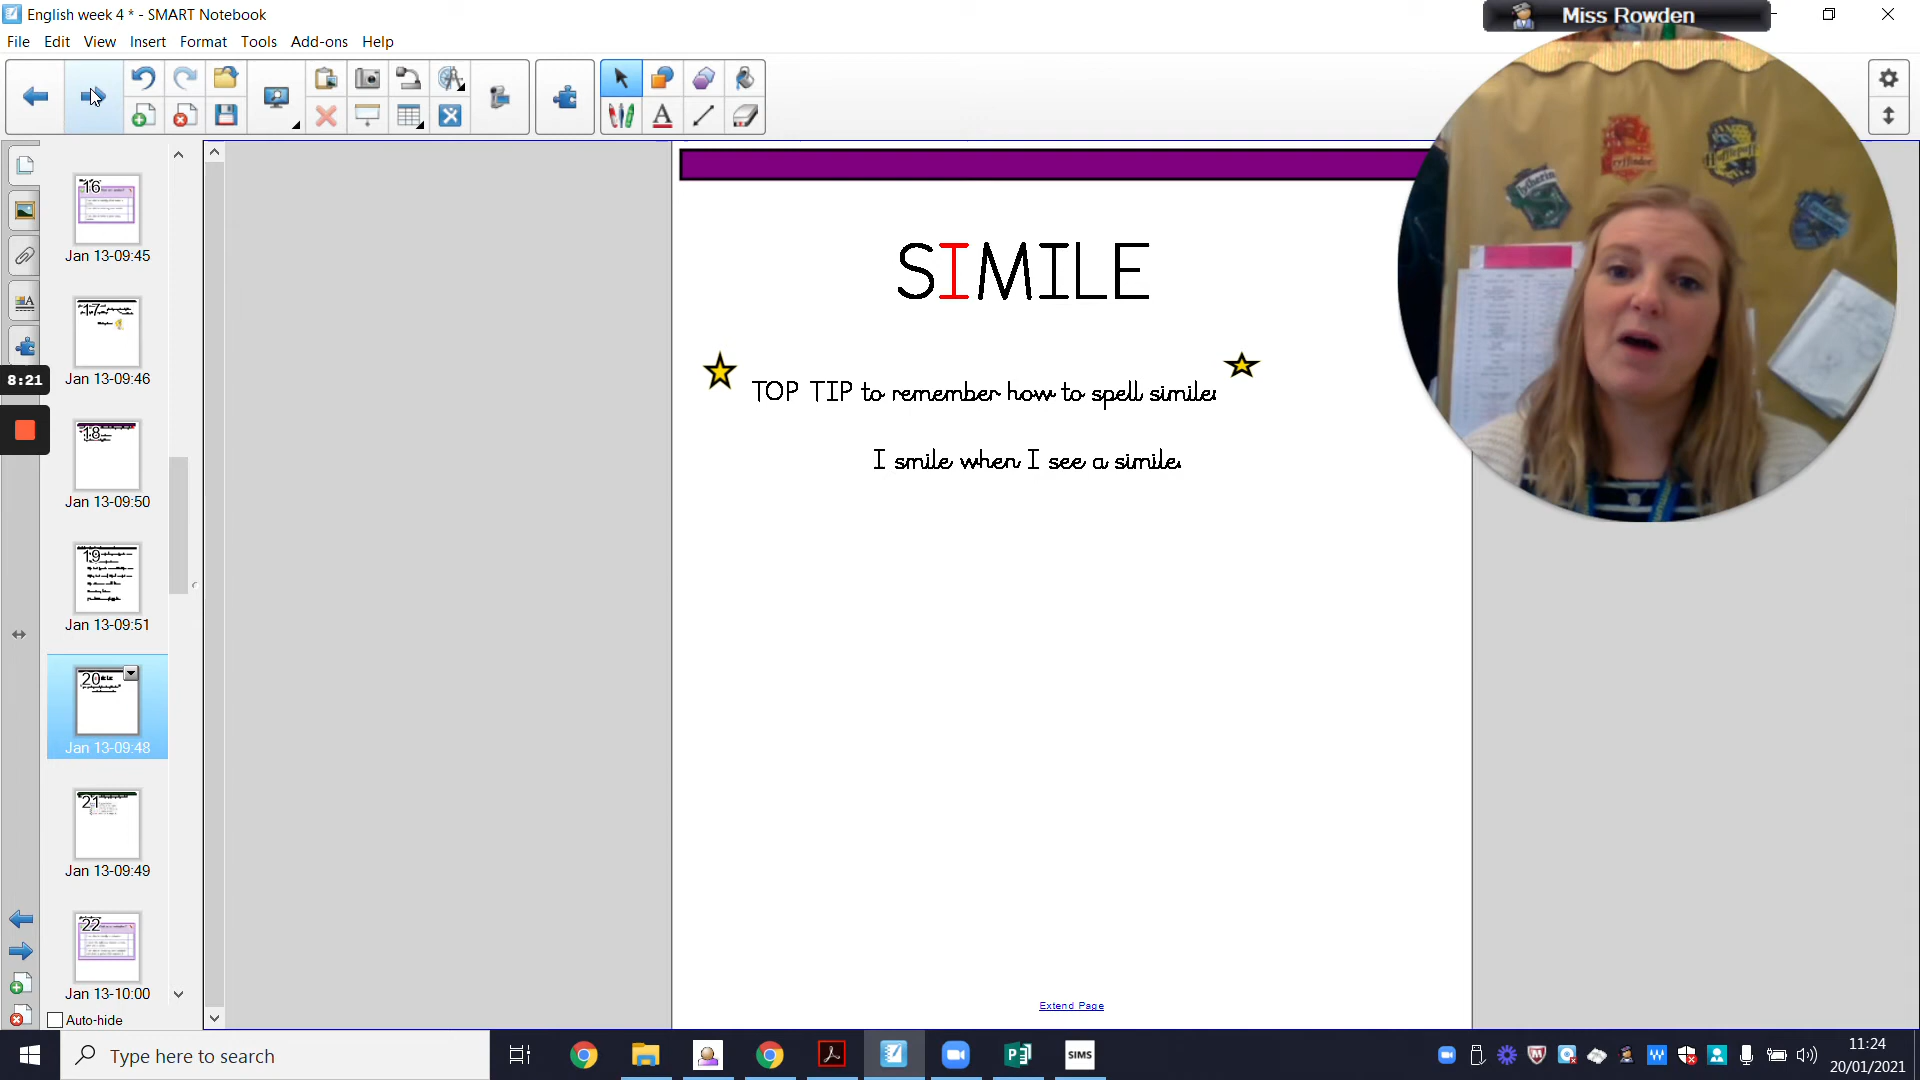 English week 4 * - SMART Notebook
Miss Rowden
File Edit View Insert Format Tools Add-ons Help
16
Jan 13-09:45
17
Jan 13-09:46
18
Jan 13-09:50
19
Jan 13-09:51
20
Jan 13-09:48
21
Jan 13-09:49
22
Jan 13-10:00
Auto-hide
8:21
SIMILE
TOP TIP to remember how to spell simile:
I smile when I see a simile.
Extend Page
Gryffindor
Hufflepuff
Slytherin
Type here to search
SIMS
11:24
20/01/2021